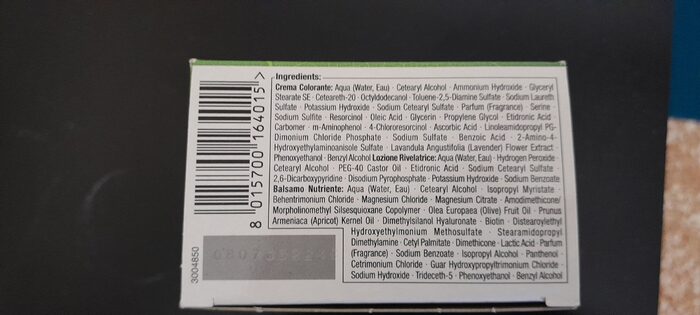 Ingredients:
Crema Colorante: Aqua (Water, Eau) · Cetearyl Alcohol · Ammonium Hydroxide · Glyceryl
Stearate SE · Ceteareth-20 · Octyldodecanol · Toluene-2,5-Diamine Sulfate · Sodium Laureth
Sulfate · Potassium Hydroxide · Sodium Cetearyl Sulfate · Parfum (Fragrance) · Serine ·
Sodium Sulfite · Resorcinol · Oleic Acid · Glycerin · Propylene Glycol · Etidronic Acid ·
Carbomer · m-Aminophenol · 4-Chlororesorcinol · Ascorbic Acid · Linoleamidopropyl PG-
Dimonium Chloride Phosphate · Sodium Sulfate · Benzoic Acid · 2-Amino-4-
Hydroxyethylaminoanisole Sulfate · Lavandula Angustifolia (Lavender) Flower Extract ·
Phenoxyethanol · Benzyl Alcohol Lozione Rivelatrice: Aqua (Water, Eau) · Hydrogen Peroxide ·
Cetearyl Alcohol · PEG-40 Castor Oil · Etidronic Acid · Sodium Cetearyl Sulfate ·
2,6-Dicarboxypyridine · Disodium Pyrophosphate · Potassium Hydroxide · Sodium Benzoate
Balsamo Nutriente: Aqua (Water, Eau) · Cetearyl Alcohol · Isopropyl Myristate ·
Behentrimonium Chloride · Magnesium Chloride · Magnesium Citrate · Amodimethicone/
Morpholinomethyl Silsesquioxane Copolymer · Olea Europaea (Olive) Fruit Oil · Prunus
Armeniaca (Apricot) Kernel Oil · Dimethylsilanol Hyaluronate · Biotin · Distearoylethyl
Hydroxyethylmonium Methosulfate · Stearamidopropyl
Dimethylamine · Cetyl Palmitate · Dimethicone · Lactic Acid · Parfum
(Fragrance) · Sodium Benzoate · Isopropyl Alcohol · Panthenol ·
Cetrimonium Chloride · Guar Hydroxypropyltrimonium Chloride ·
Sodium Hydroxide · Trideceth-5 · Phenoxyethanol · Benzyl Alcohol
8 015700 164015 >
3004850